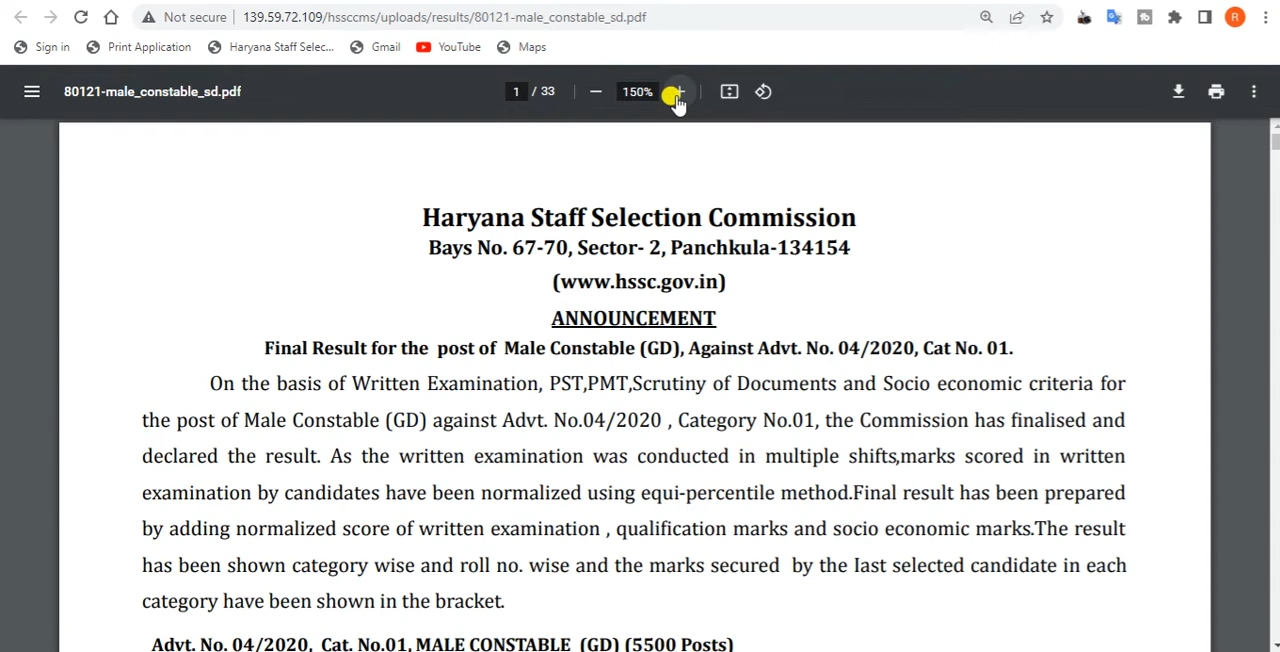 Not secure | 139.59.72.109/hssccms/uploads/results/80121-male_constable_sd.pdf
R
Sign in Print Application Haryana Staff Selec... Gmail YouTube Maps
80121-male_constable_sd.pdf 1 / 33 150%
Haryana Staff Selection Commission
Bays No. 67-70, Sector- 2, Panchkula-134154
(www.hssc.gov.in)
ANNOUNCEMENT
Final Result for the post of Male Constable (GD), Against Advt. No. 04/2020, Cat No. 01.
On the basis of Written Examination, PST,PMT,Scrutiny of Documents and Socio economic criteria for
the post of Male Constable (GD) against Advt. No.04/2020 , Category No.01, the Commission has finalised and
declared the result. As the written examination was conducted in multiple shifts,marks scored in written
examination by candidates have been normalized using equi-percentile method.Final result has been prepared
by adding normalized score of written examination , qualification marks and socio economic marks.The result
has been shown category wise and roll no. wise and the marks secured by the last selected candidate in each
category have been shown in the bracket.
Advt. No. 04/2020, Cat. No.01, MALE CONSTABLE (GD) (5500 Posts)